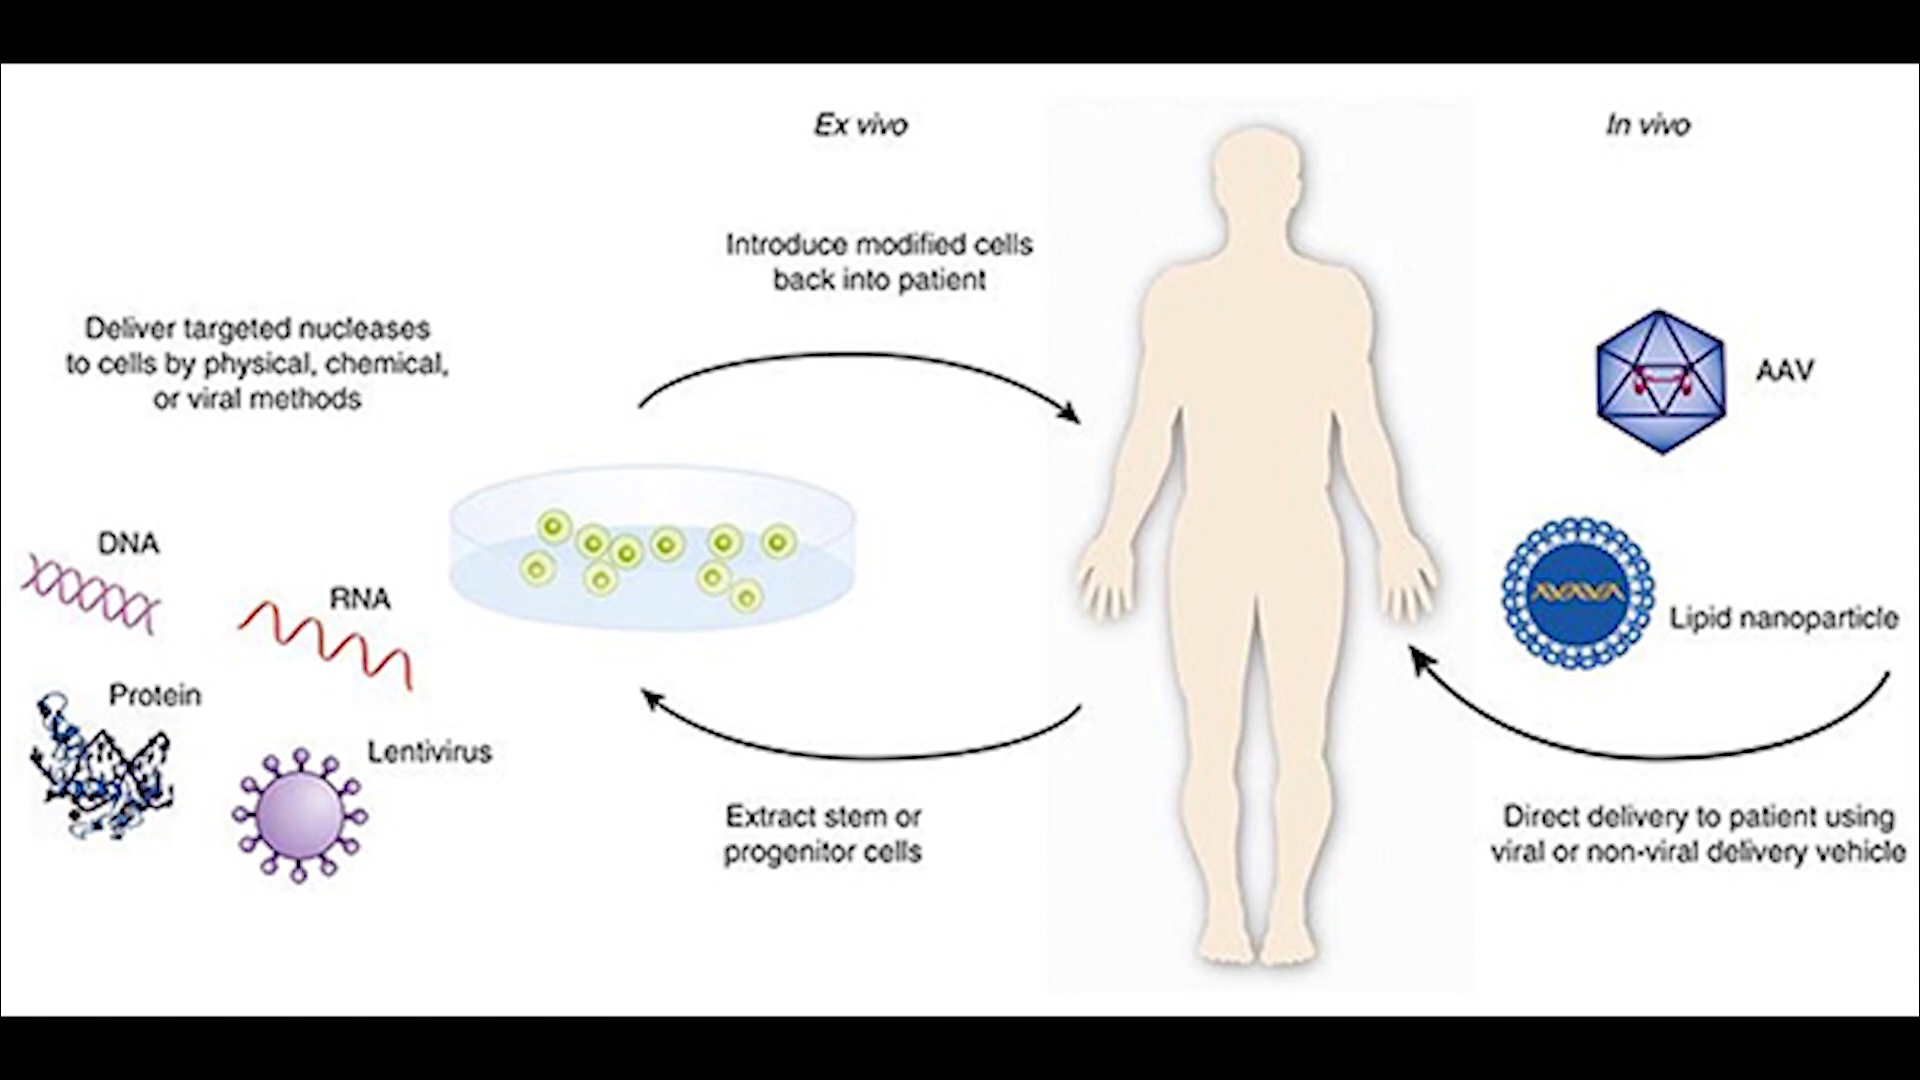 Ex vivo
In vivo
Introduce modified cells
back into patient
Deliver targeted nucleases
to cells by physical, chemical,
or viral methods
AAV
DNA
RNA
Lipid nanoparticle
Protein
Lentivirus
Extract stem or
progenitor cells
Direct delivery to patient using
viral or non-viral delivery vehicle